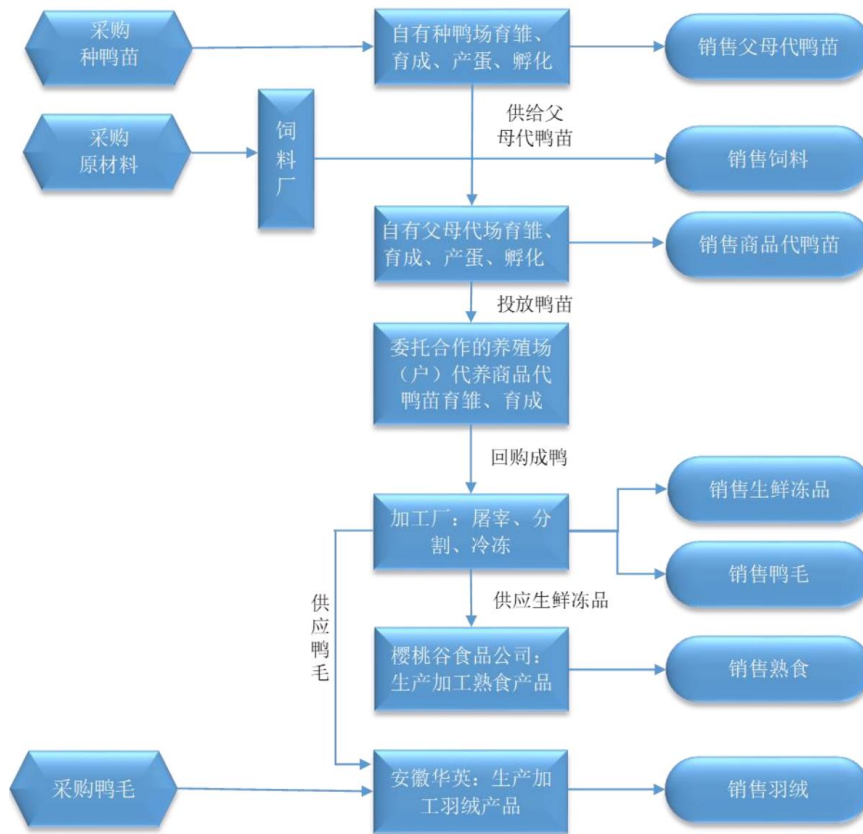 采购
种鸭苗
自有种鸭场育雏、
育成、产蛋、孵化
销售父母代鸭苗
供给父
母代鸭苗
采购
原材料
饲
料
厂
销售饲料
自有父母代场育雏、
育成、产蛋、孵化
销售商品代鸭苗
投放鸭苗
委托合作的养殖场
（户）代养商品代
鸭苗育雏、育成
回购成鸭
加工厂：屠宰、分
割、冷冻
销售生鲜冻品
销售鸭毛
供应生鲜冻品
供
应
鸭
毛
樱桃谷食品公司：
生产加工熟食产品
销售熟食
采购鸭毛
安徽华英：生产加
工羽绒产品
销售羽绒